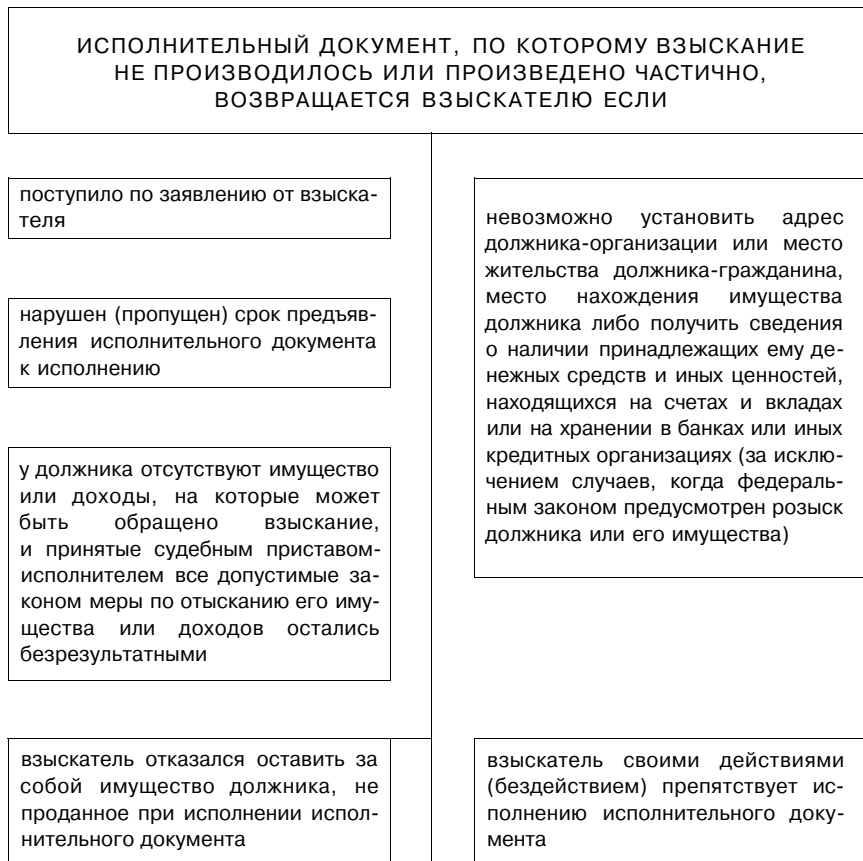 ИСПОЛНИТЕЛЬНЫЙ ДОКУМЕНТ, ПО КОТОРОМУ ВЗЫСКАНИЕ
НЕ ПРОИЗВОДИЛОСЬ ИЛИ ПРОИЗВЕДЕНО ЧАСТИЧНО,
ВОЗВРАЩАЕТСЯ ВЗЫСКАТЕЛЮ ЕСЛИ
поступило по заявлению от взыска-
теля
нарушен (пропущен) срок предъяв-
ления исполнительного документа
к исполнению
у должника отсутствуют имущество
или доходы, на которые может
быть обращено взыскание,
и принятые судебным приставом-
исполнителем все допустимые за-
коном меры по отысканию его иму-
щества или доходов остались
безрезультатными
невозможно установить адрес
должника-организации или место
жительства должника-гражданина,
место нахождения имущества
должника либо получить сведения
о наличии принадлежащих ему де-
нежных средств и иных ценностей,
находящихся на счетах и вкладах
или на хранении в банках или иных
кредитных организациях (за исклю-
чением случаев, когда федераль-
ным законом предусмотрен розыск
должника или его имущества)
взыскатель отказался оставить за
собой имущество должника, не
проданное при исполнении испол-
нительного документа
взыскатель своими действиями
(бездействием) препятствует ис-
полнению исполнительного доку-
мента